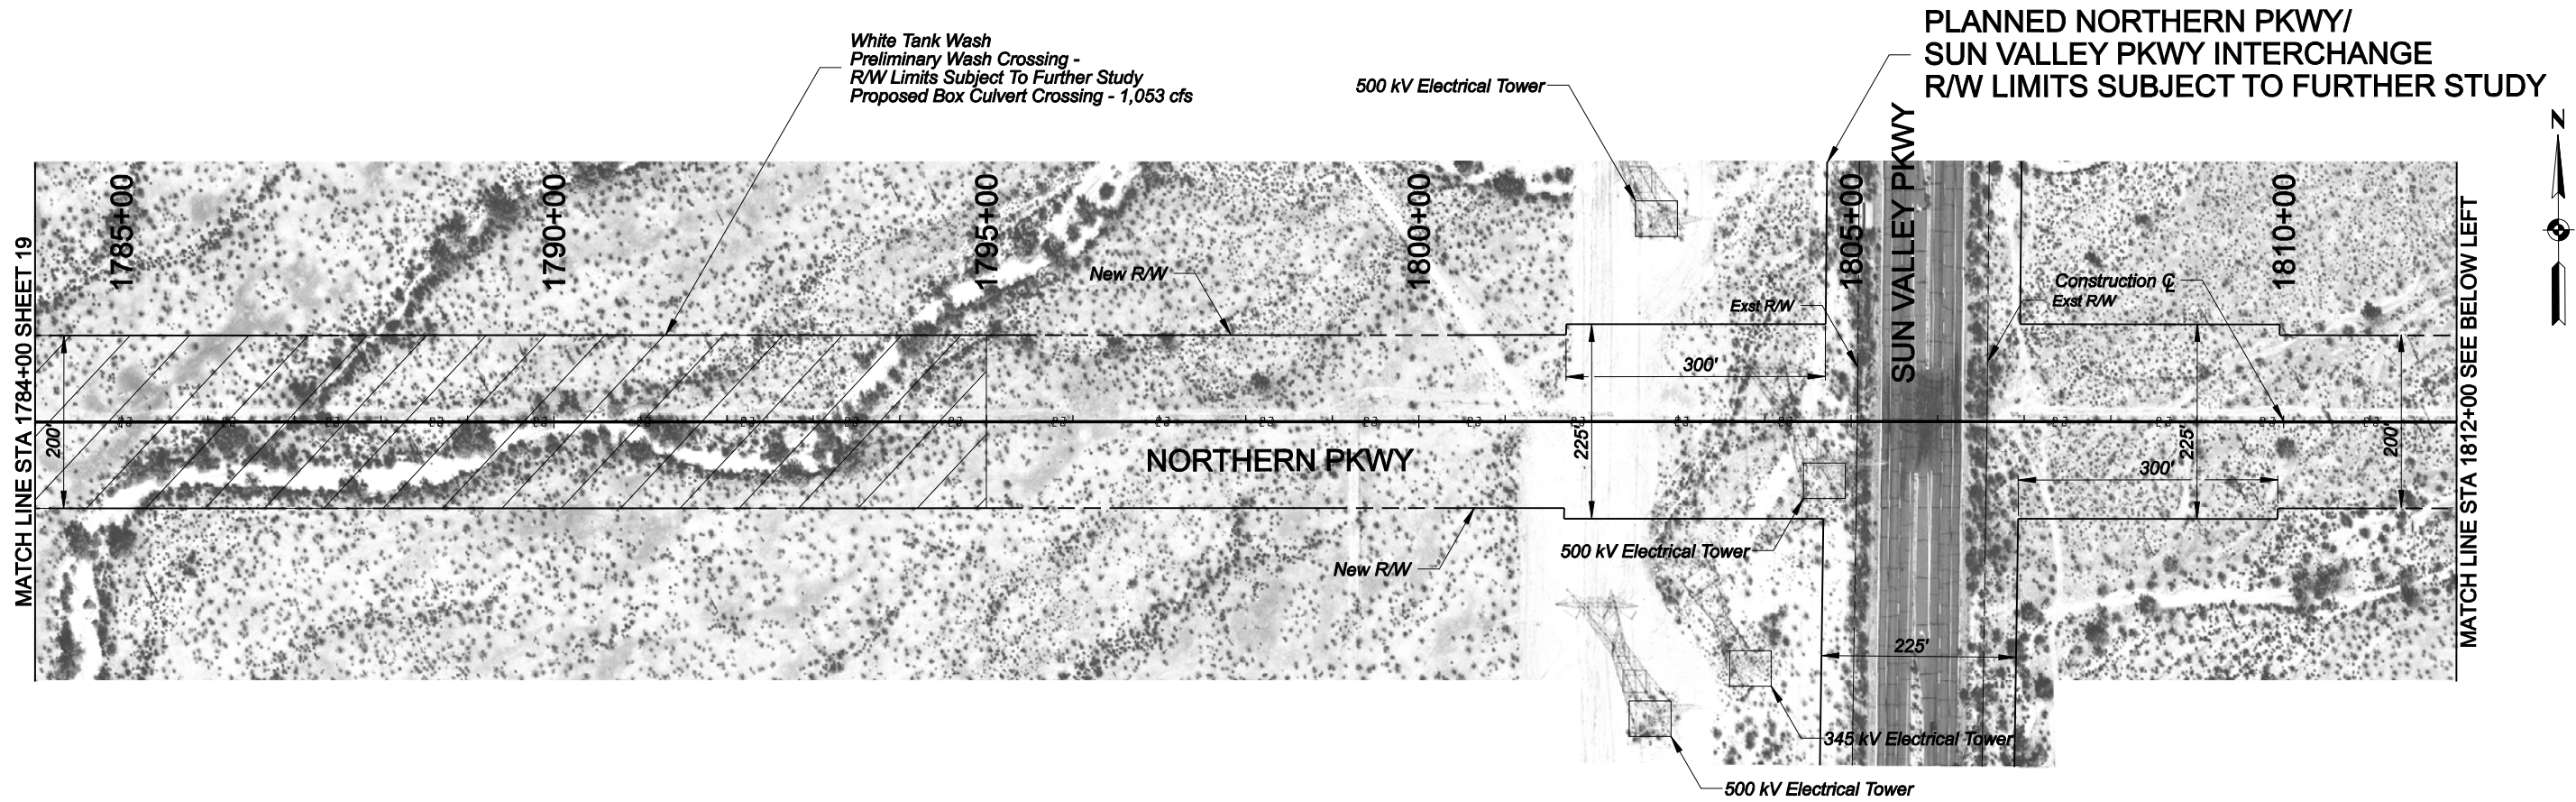 White Tank Wash
Preliminary Wash Crossing -
R/W Limits Subject To Further Study
Proposed Box Culvert Crossing - 1,053 cfs
500 kV Electrical Tower
PLANNED NORTHERN PKWY/
SUN VALLEY PKWY INTERCHANGE
R/W LIMITS SUBJECT TO FURTHER STUDY
N
MATCH LINE STA 1784+00 SHEET 19
1785+00
1790+00
1795+00
1800+00
1805+00
SUN VALLEY PKWY
1810+00
MATCH LINE STA 1812+00 SEE BELOW LEFT
New R/W
Exst R/W
Construction ℄
Exst R/W
300'
200'
225'
NORTHERN PKWY
300'
225'
200'
500 kV Electrical Tower
New R/W
225'
345 kV Electrical Tower
500 kV Electrical Tower